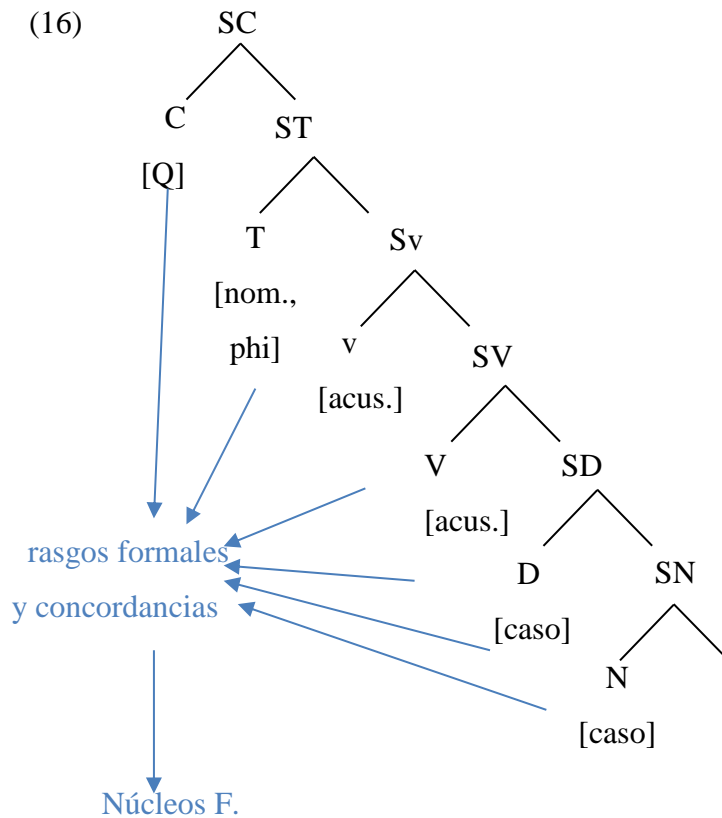 (16)
SC
C
ST
[Q]
T
Sv
[nom.,
phi]
v
SV
[acus.]
V
SD
[acus.]
rasgos formales
y concordancias
D
SN
[caso]
N
[caso]
Núcleos F.